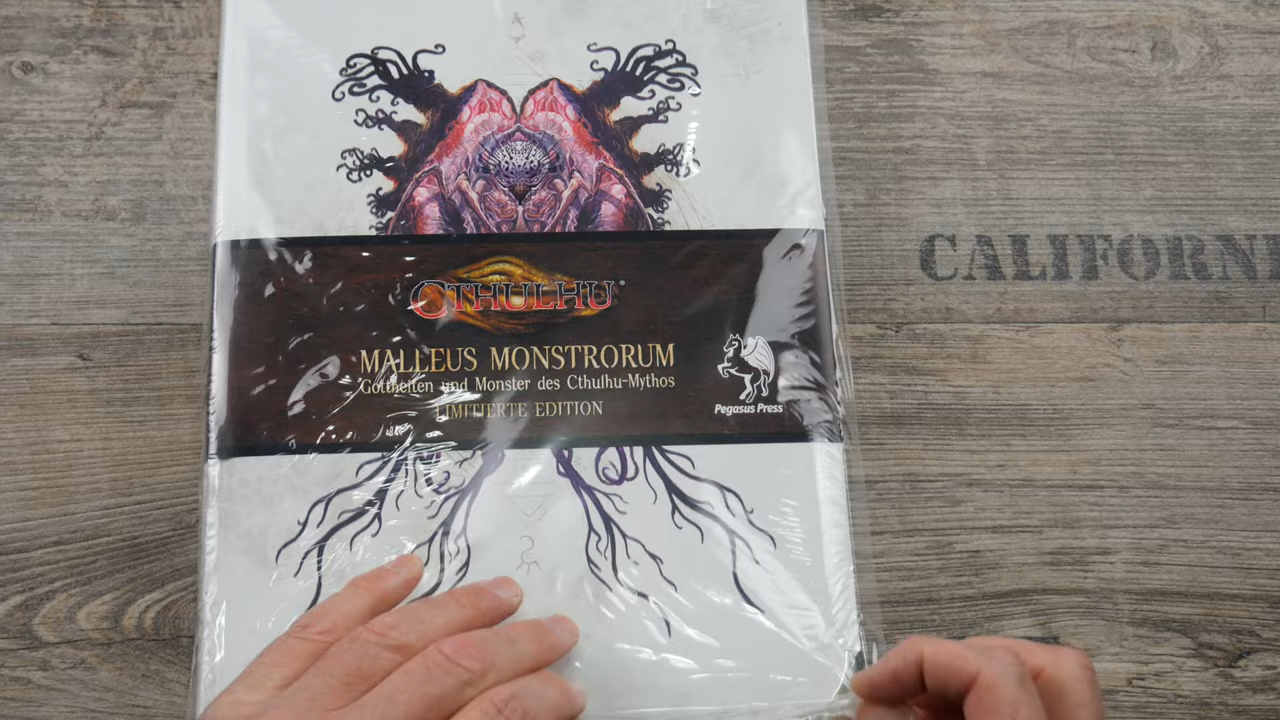 CTHULHU
MALLEUS MONSTRORUM
Gottheiten und Monster des Cthulhu-Mythos
LIMITIERTE EDITION
Pegasus Press
CALIFORNI